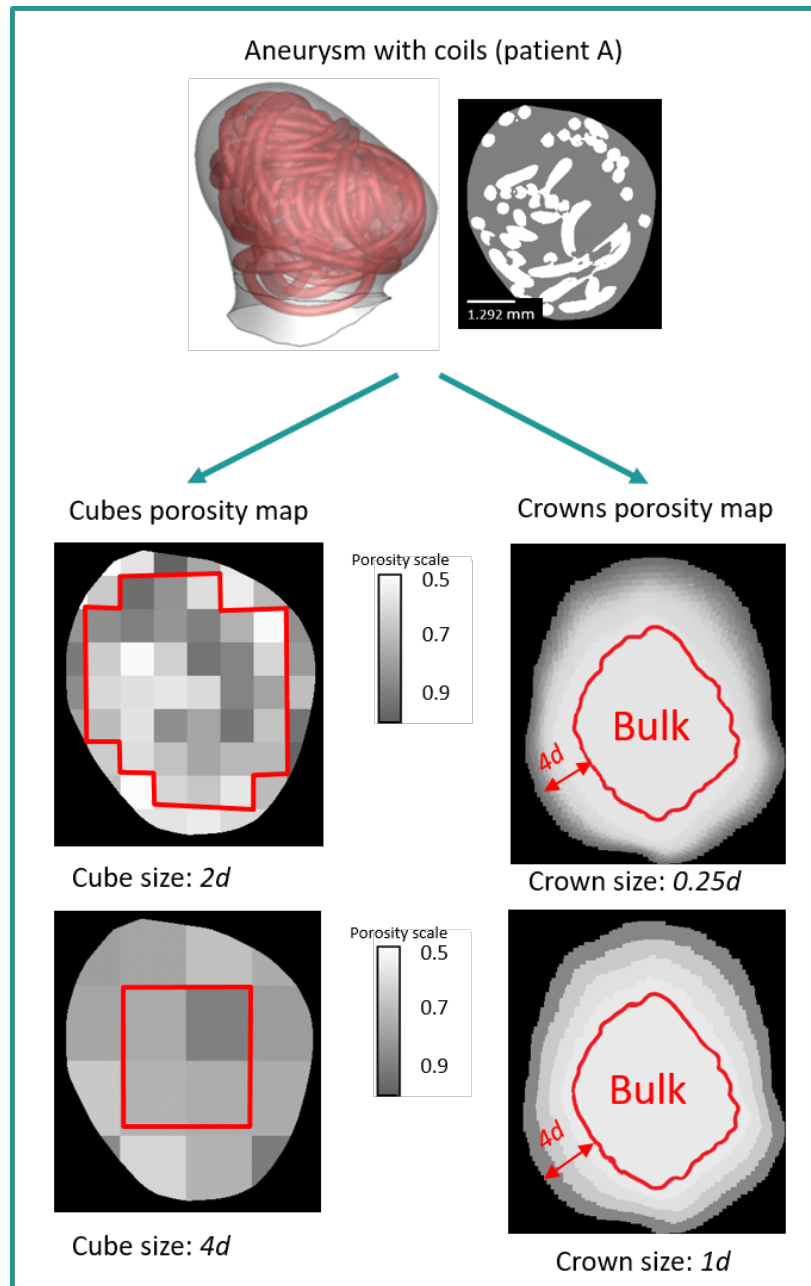 Aneurysm with coils (patient A)
1.292 mm
Cubes porosity map
Crowns porosity map
Porosity scale
0.5
0.7
0.9
Bulk
4d
Cube size: 2d
Crown size: 0.25d
Porosity scale
0.5
0.7
0.9
Bulk
4d
Cube size: 4d
Crown size: 1d